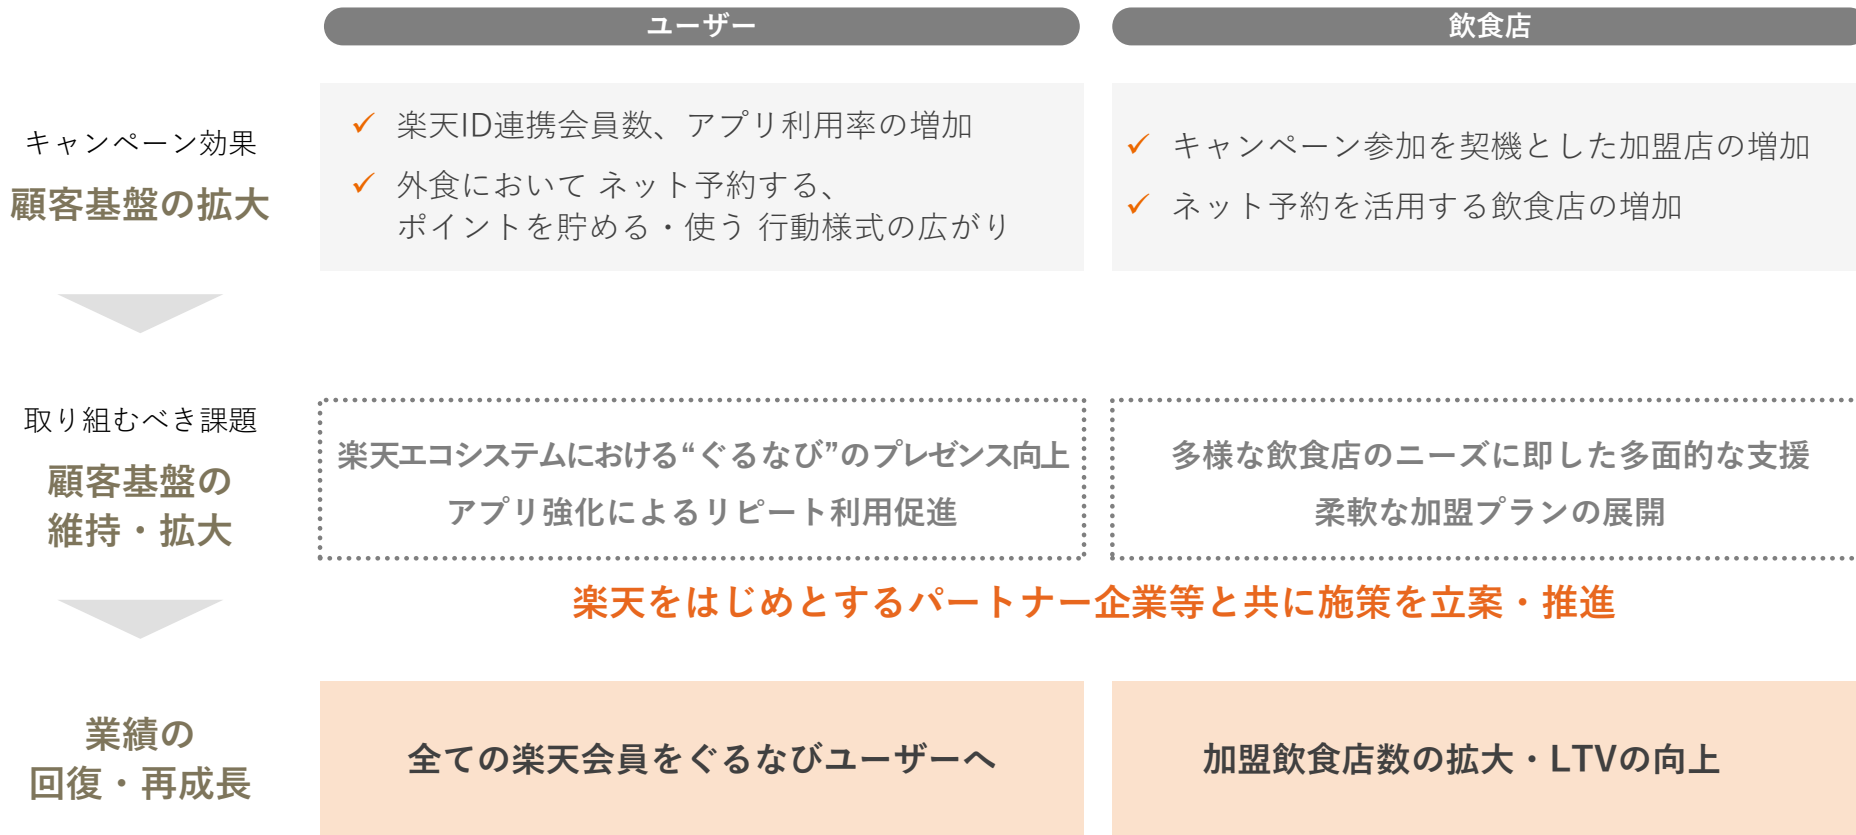 ユーザー
飲食店
キャンペーン効果
顧客基盤の拡大
楽天ID連携会員数、アプリ利用率の増加
外食において ネット予約する、
ポイントを貯める・使う 行動様式の広がり
キャンペーン参加を契機とした加盟店の増加
ネット予約を活用する飲食店の増加
取り組むべき課題
顧客基盤の
維持・拡大
楽天エコシステムにおける“ぐるなび”のプレゼンス向上
アプリ強化によるリピート利用促進
多様な飲食店のニーズに即した多面的な支援
柔軟な加盟プランの展開
楽天をはじめとするパートナー企業等と共に施策を立案・推進
業績の
回復・再成長
全ての楽天会員をぐるなびユーザーへ
加盟飲食店数の拡大・LTVの向上